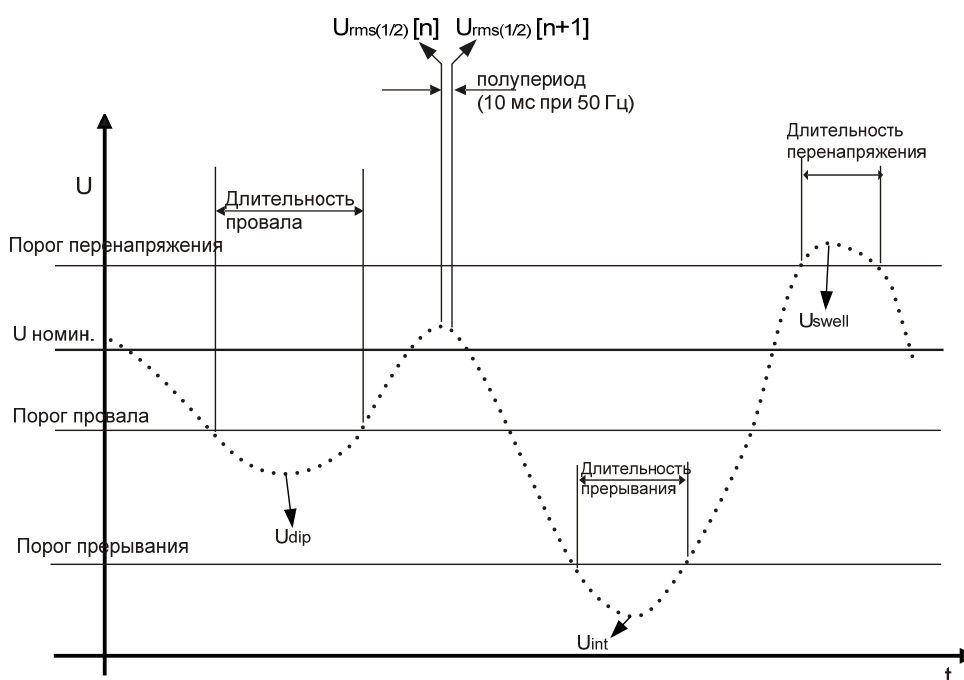 Urms(1/2) [n] Urms(1/2) [n+1]
полупериод
(10 мс при 50 Гц)
Длительность
перенапряжения
U
Длительность
провала
Порог перенапряжения
Uswell
U номин.
Порог провала
Длительность
прерывания
Udip
Порог прерывания
Uint
t